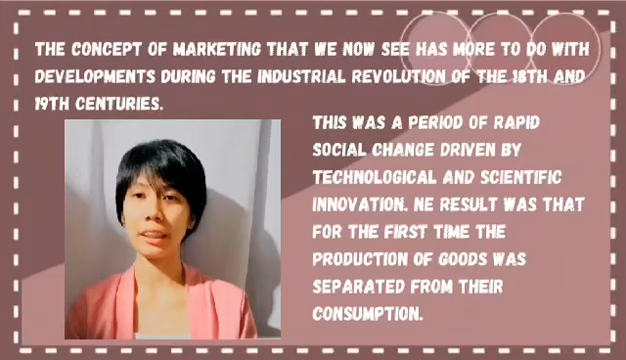 THE CONCEPT OF MARKETING THAT WE NOW SEE HAS MORE TO DO WITH
DEVELOPMENTS DURING THE INDUSTRIAL REVOLUTION OF THE 18TH AND
19TH CENTURIES.
THIS WAS A PERIOD OF RAPID
SOCIAL CHANGE DRIVEN BY
TECHNOLOGICAL AND SCIENTIFIC
INNOVATION. NE RESULT WAS THAT
FOR THE FIRST TIME THE
PRODUCTION OF GOODS WAS
SEPARATED FROM THEIR
CONSUMPTION.